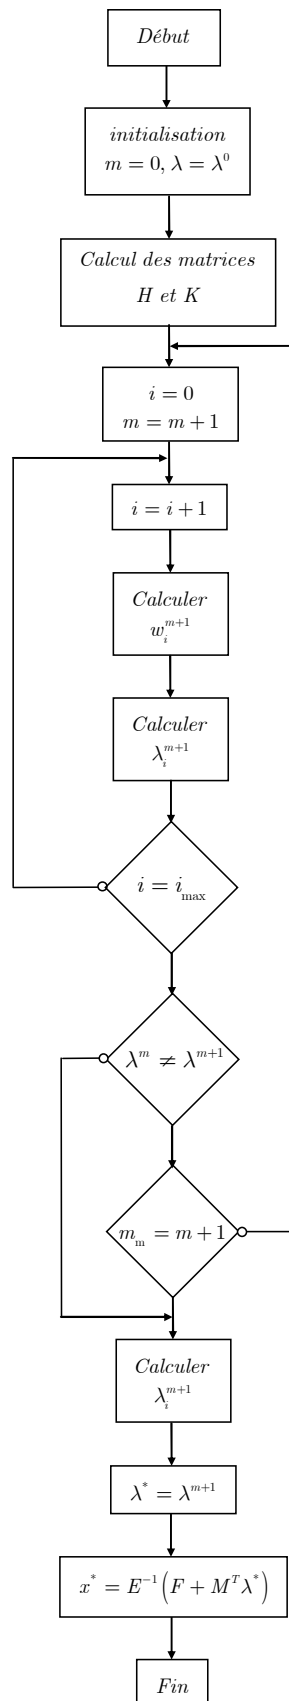 Début
initialisation
m = 0, λ = λ⁰
Calcul des matrices
H et K
i = 0
m = m + 1
i = i + 1
Calculer
w_i^{m+1}
Calculer
λ_i^{m+1}
i = i_max
λ^m ≠ λ^{m+1}
m_m = m + 1
Calculer
λ_i^{m+1}
λ^* = λ^{m+1}
x^* = E^{-1}(F + M^T λ^*)
Fin